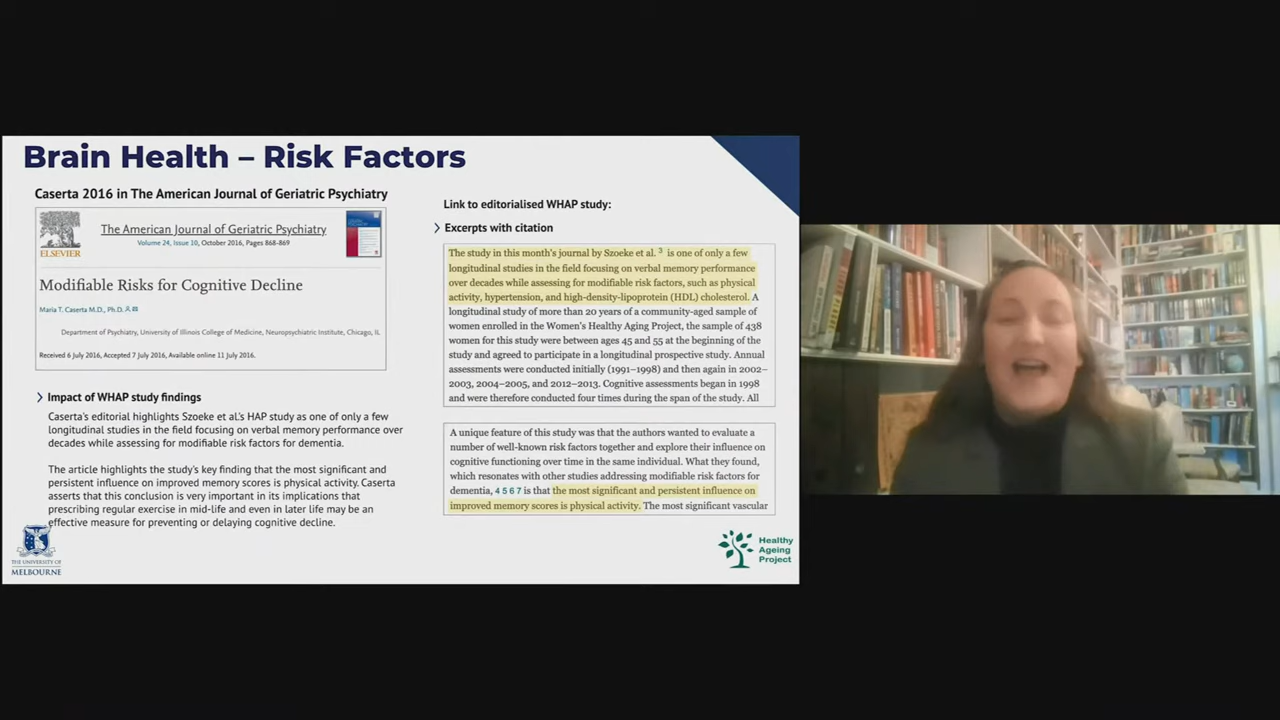 Brain Health – Risk Factors
Caserta 2016 in The American Journal of Geriatric Psychiatry
ELSEVIER
The American Journal of Geriatric Psychiatry
Volume 24, Issue 10, October 2016, Pages 868-869
Modifiable Risks for Cognitive Decline
Maria T. Caserta M.D., Ph.D.
Department of Psychiatry, University of Illinois College of Medicine, Neuropsychiatric Institute, Chicago, IL
Received 6 July 2016, Accepted 7 July 2016, Available online 11 July 2016.
Impact of WHAP study findings
Caserta's editorial highlights Szoeke et al.'s HAP study as one of only a few
longitudinal studies in the field focusing on verbal memory performance over
decades while assessing for modifiable risk factors for dementia.
The article highlights the study's key finding that the most significant and
persistent influence on improved memory scores is physical activity. Caserta
asserts that this conclusion is very important in its implications that
prescribing regular exercise in mid-life and even in later life may be an
effective measure for preventing or delaying cognitive decline.
THE UNIVERSITY OF
MELBOURNE
Link to editorialised WHAP study:
Excerpts with citation
The study in this month's journal by Szoeke et al. 3 is one of only a few
longitudinal studies in the field focusing on verbal memory performance
over decades while assessing for modifiable risk factors, such as physical
activity, hypertension, and high-density-lipoprotein (HDL) cholesterol. A
longitudinal study of more than 20 years of a community-aged sample of
women enrolled in the Women's Healthy Aging Project, the sample of 438
women for this study were between ages 45 and 55 at the beginning of the
study and agreed to participate in a longitudinal prospective study. Annual
assessments were conducted initially (1991–1998) and then again in 2002–
2003, 2004–2005, and 2012–2013. Cognitive assessments began in 1998
and were therefore conducted four times during the span of the study. All
A unique feature of this study was that the authors wanted to evaluate a
number of well-known risk factors together and explore their influence on
cognitive functioning over time in the same individual. What they found,
which resonates with other studies addressing modifiable risk factors for
dementia, 4 5 6 7 is that the most significant and persistent influence on
improved memory scores is physical activity. The most significant vascular
Healthy
Ageing
Project